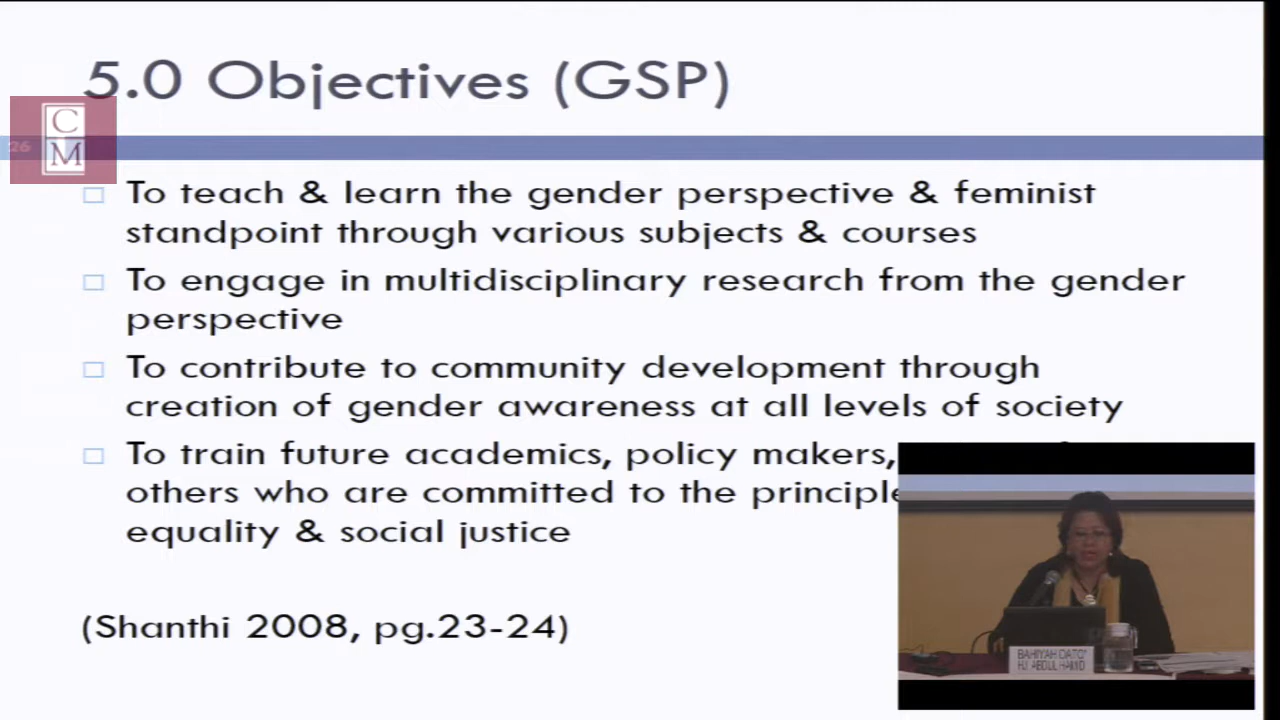 5.0 Objectives (GSP)
C
M
26
To teach & learn the gender perspective & feminist
standpoint through various subjects & courses
To engage in multidisciplinary research from the gender
perspective
To contribute to community development through
creation of gender awareness at all levels of society
To train future academics, policy makers,
others who are committed to the
equality & social justice
(Shanthi 2008, pg.23-24)
BAHIYAH DATO'
HJ. ABDUL HAMID